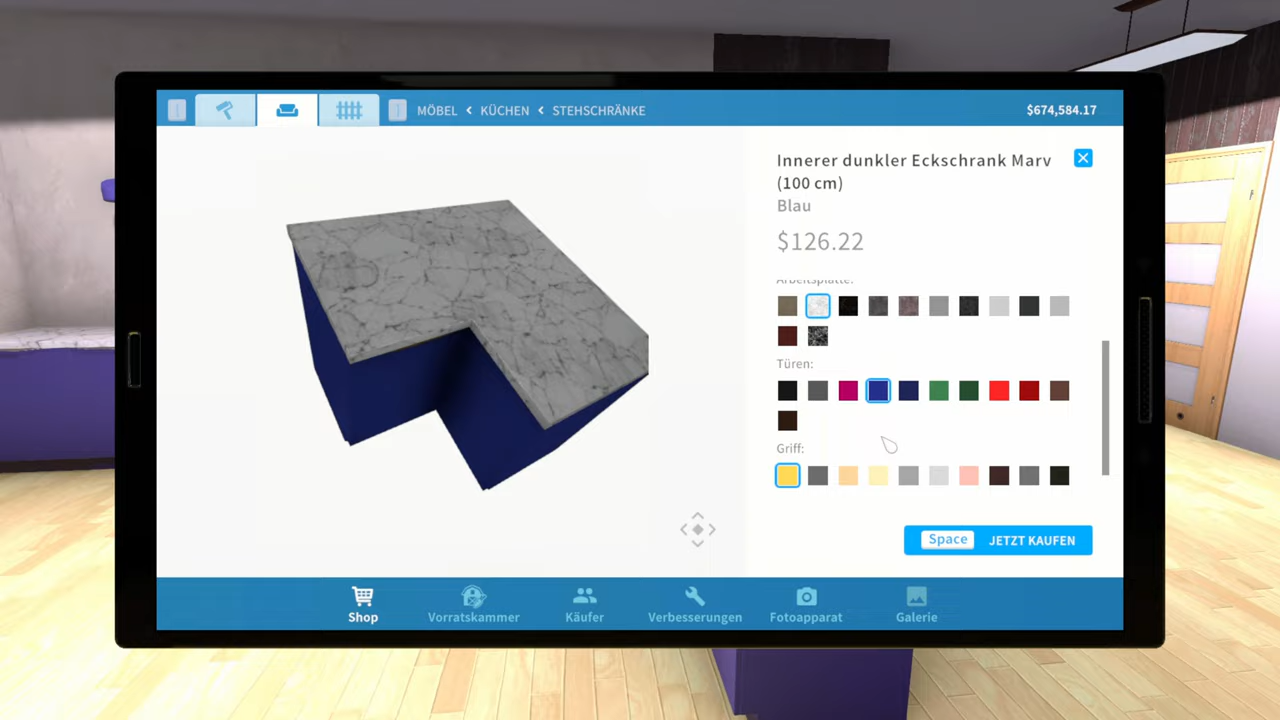 MÖBEL < KÜCHEN < STEHSCHRÄNKE
$674,584.17
Innerer dunkler Eckschrank Marv
(100 cm)
Blau
$126.22
Arbeitsplatte:
Türen:
Griff:
Space JETZT KAUFEN
Shop
Vorratskammer
Käufer
Verbesserungen
Fotoapparat
Galerie